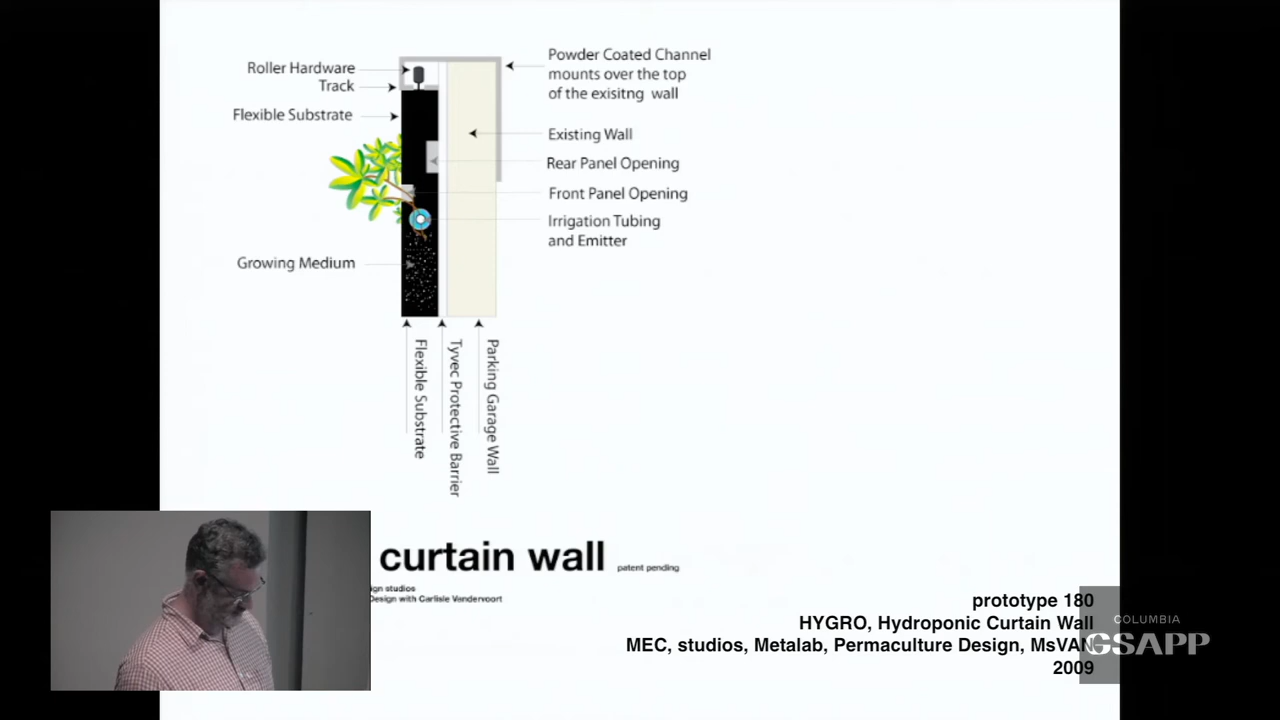 Roller Hardware
Track
Flexible Substrate
Growing Medium
Powder Coated Channel
mounts over the top
of the exisitng wall
Existing Wall
Rear Panel Opening
Front Panel Opening
Irrigation Tubing
and Emitter
Flexible Substrate
Tyvec Protective Barrier
Parking Garage Wall
curtain wall patent pending
ign studios
Design with Carlisle Vandervoort
prototype 180
HYGRO, Hydroponic Curtain Wall
MEC, studios, Metalab, Permaculture Design, MsVAN
2009
COLUMBIA
GSAPP